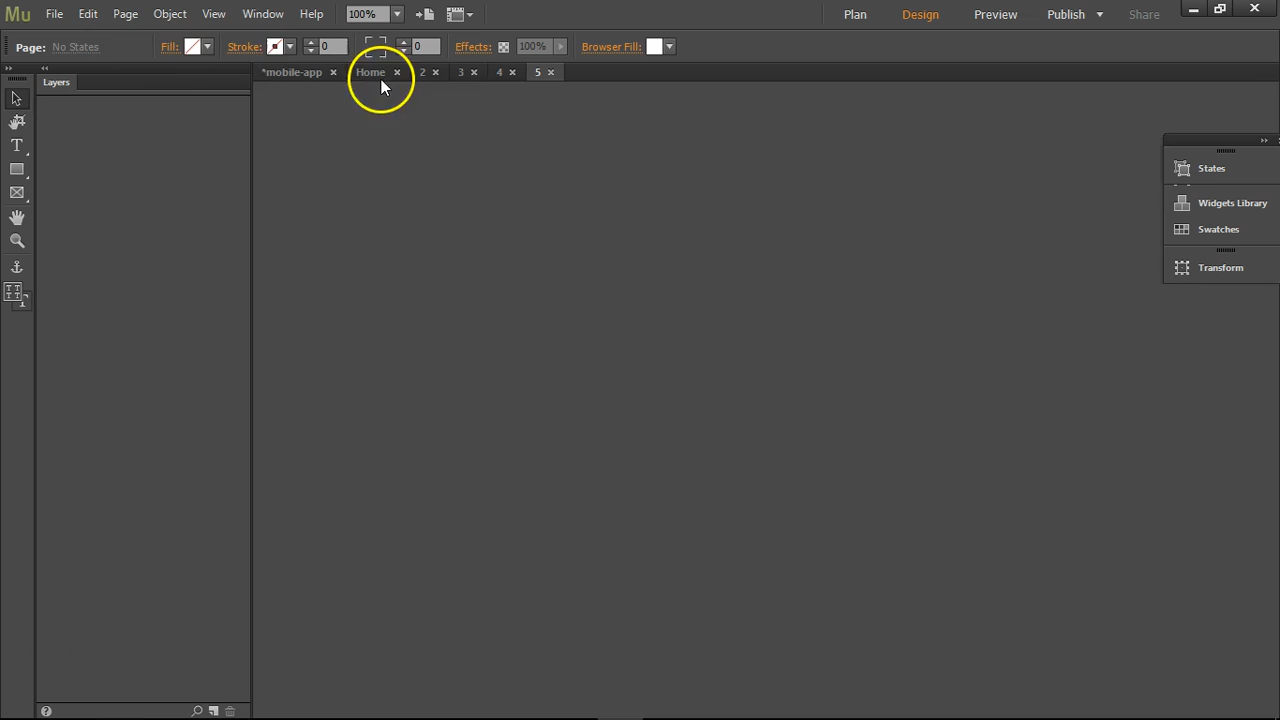 Mu File Edit Page Object View Window Help 100% Plan Design Preview Publish Share
Page: No States Fill: Stroke: 0 0 Effects: 100% Browser Fill:
*mobile-app Home 2 3 4 5
Layers
States
Widgets Library
Swatches
Transform